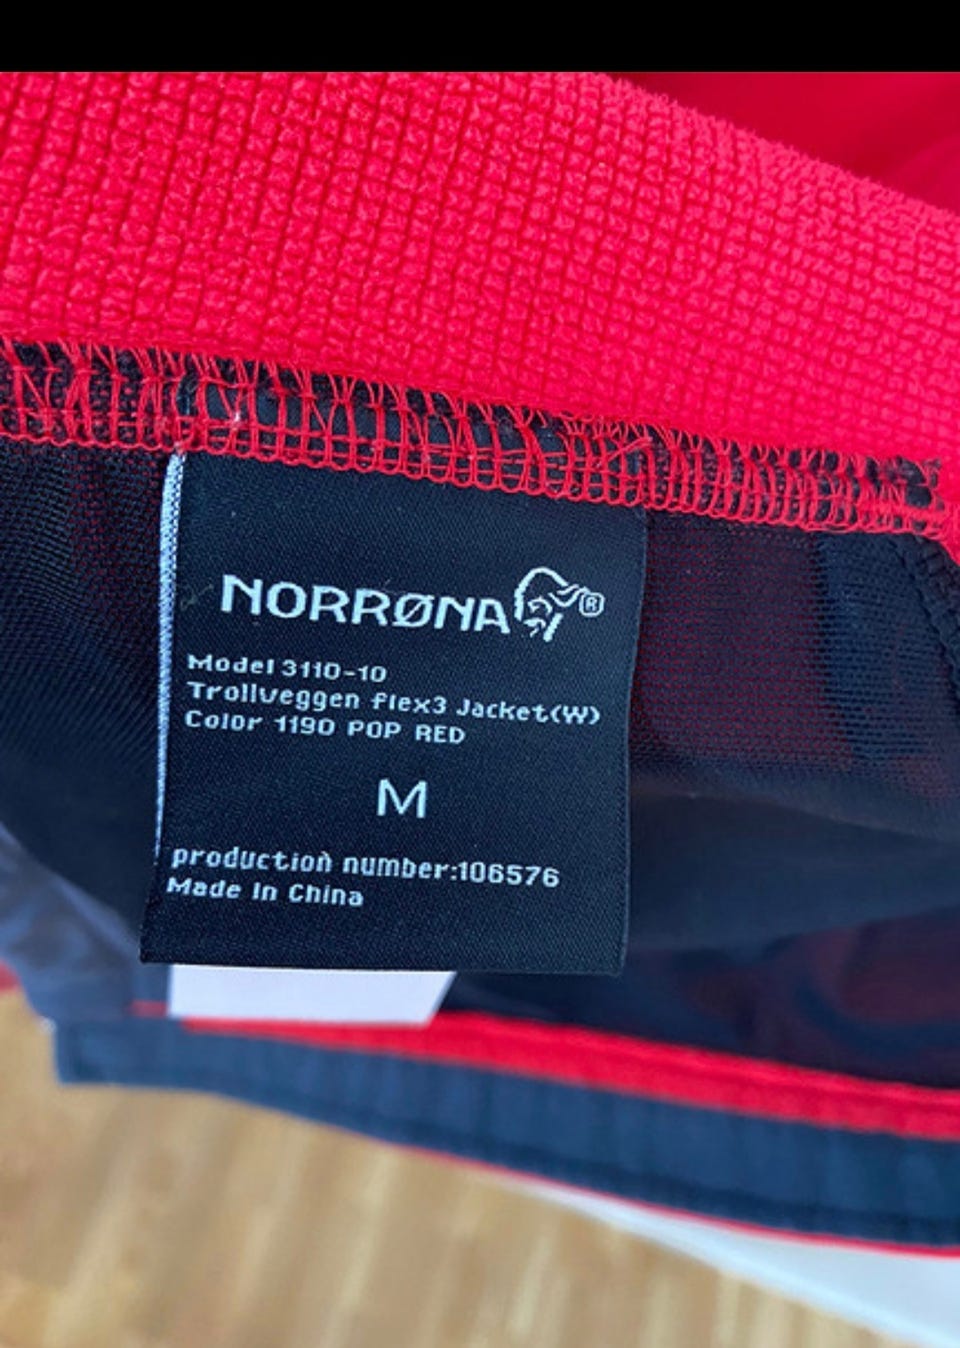 NORRØNA®
Model 3110-10
Trollveggen flex3 Jacket(W)
Color 1190 POP RED
M
production number:106576
Made In China